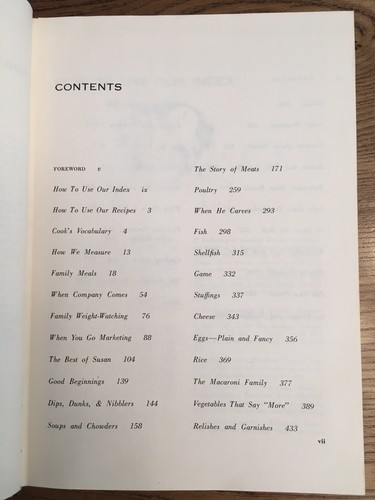 CONTENTS
FOREWORD v
How To Use Our Index ix
How To Use Our Recipes 3
Cook's Vocabulary 4
How We Measure 13
Family Meals 18
When Company Comes 54
Family Weight-Watching 76
When You Go Marketing 88
The Best of Susan 104
Good Beginnings 139
Dips, Dunks, & Nibblers 144
Soups and Chowders 158
The Story of Meats 171
Poultry 259
When He Carves 293
Fish 298
Shellfish 315
Game 332
Stuffings 337
Cheese 343
Eggs—Plain and Fancy 356
Rice 369
The Macaroni Family 377
Vegetables That Say "More" 389
Relishes and Garnishes 433
vii